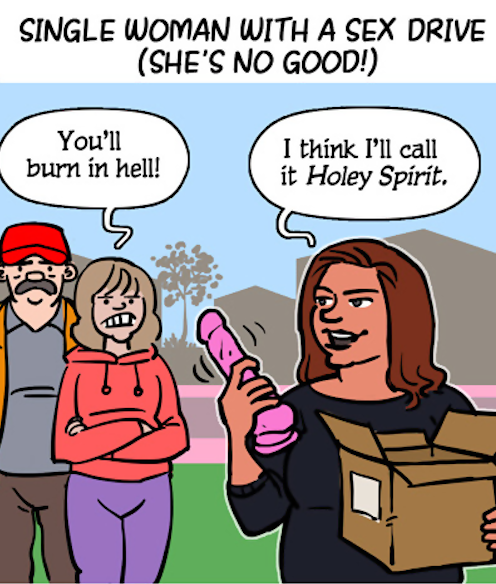 SINGLE WOMAN WITH A SEX DRIVE
(SHE'S NO GOOD!)
You'll
burn in hell!
I think I'll call
it Holey Spirit.